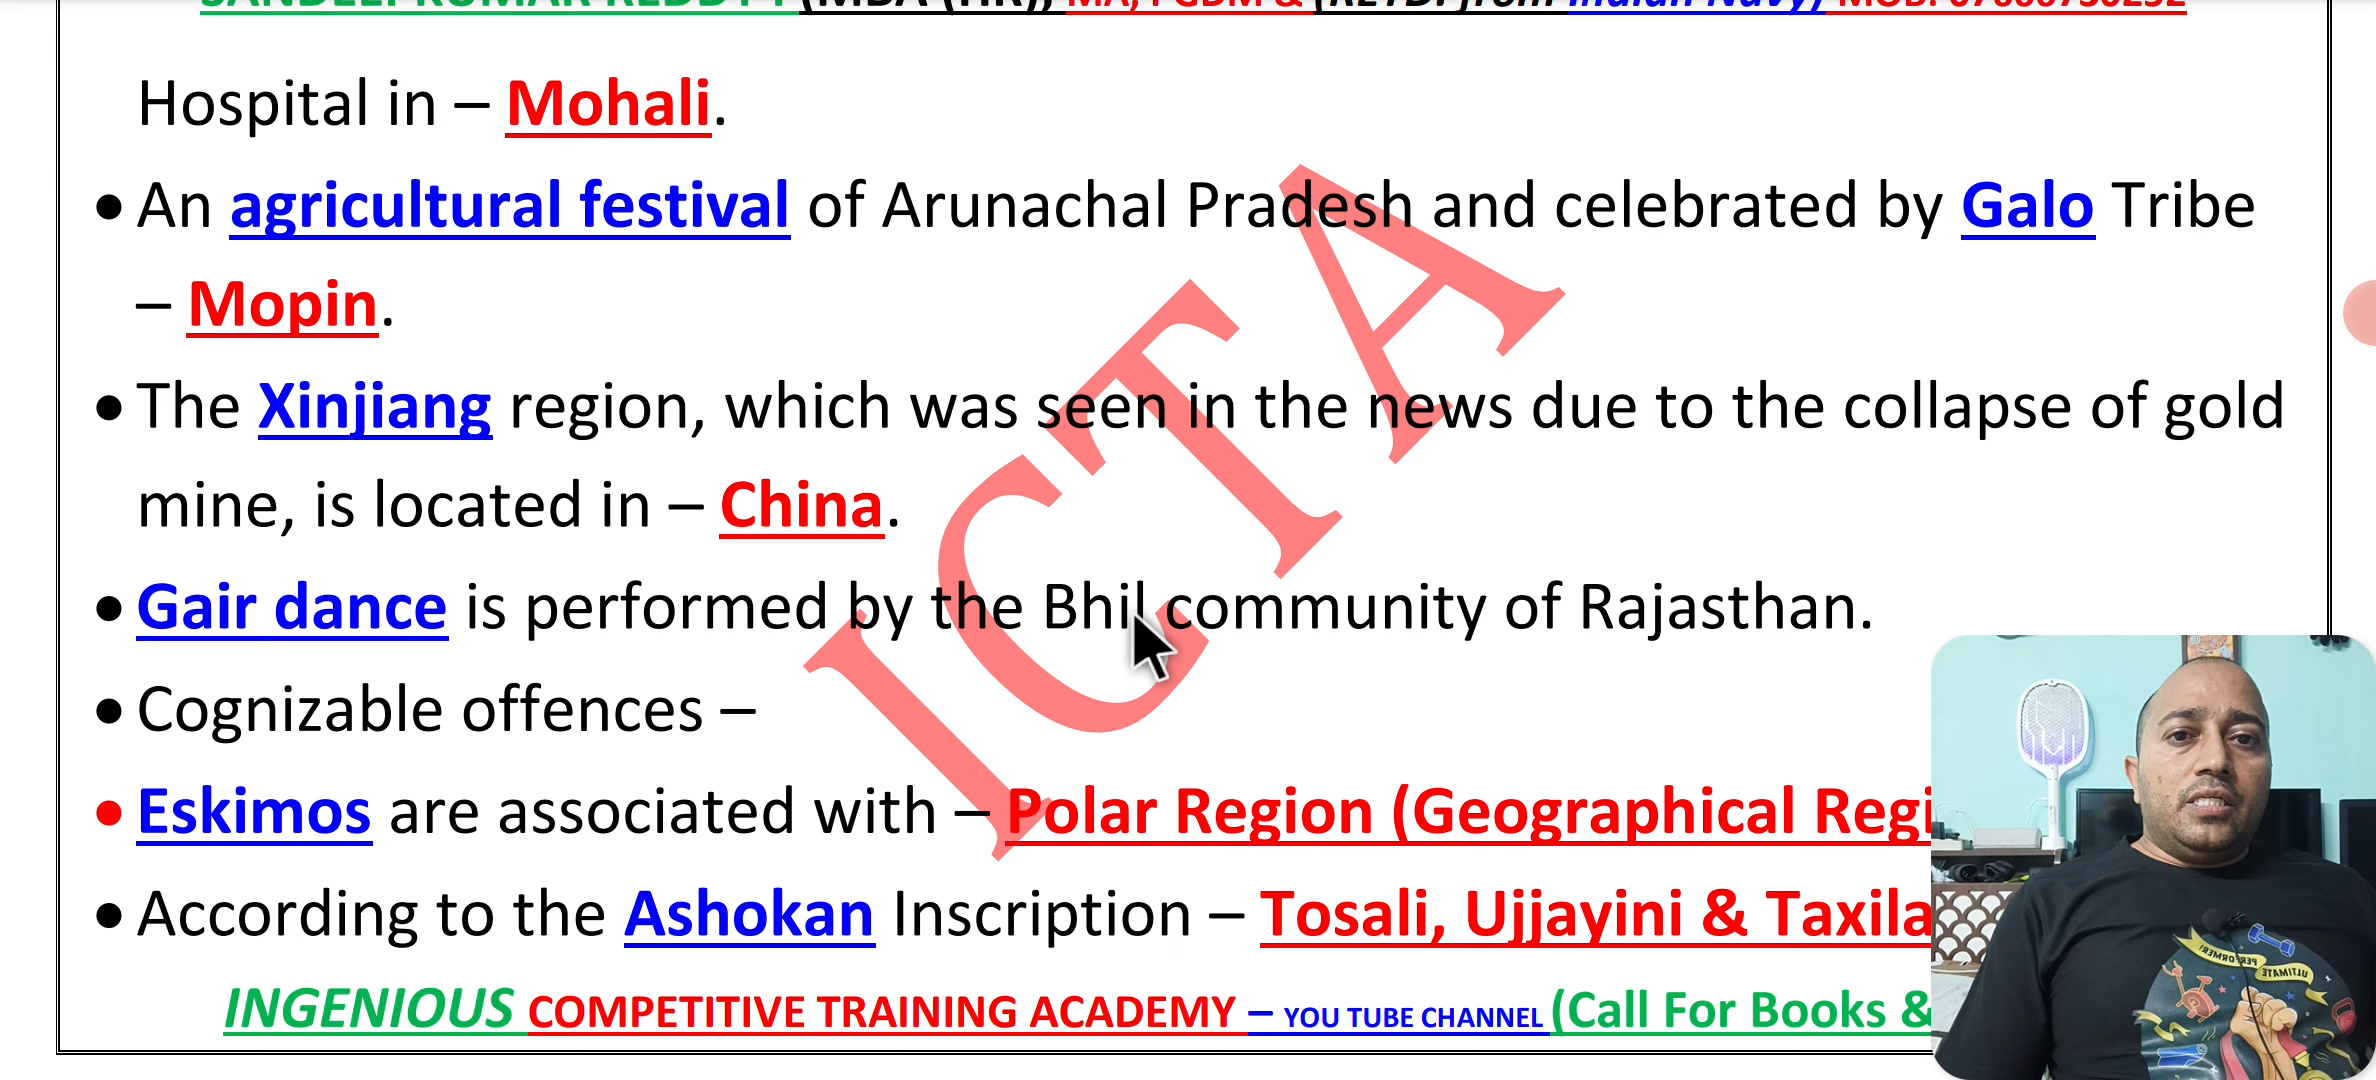 Hospital in – Mohali.
• An agricultural festival of Arunachal Pradesh and celebrated by Galo Tribe
– Mopin.
• The Xinjiang region, which was seen in the news due to the collapse of gold
mine, is located in – China.
• Gair dance is performed by the Bhil community of Rajasthan.
• Cognizable offences –
• Eskimos are associated with – Polar Region (Geographical Regi
• According to the Ashokan Inscription – Tosali, Ujjayini & Taxila
INGENIOUS COMPETITIVE TRAINING ACADEMY – YOU TUBE CHANNEL (Call For Books &
ICTA